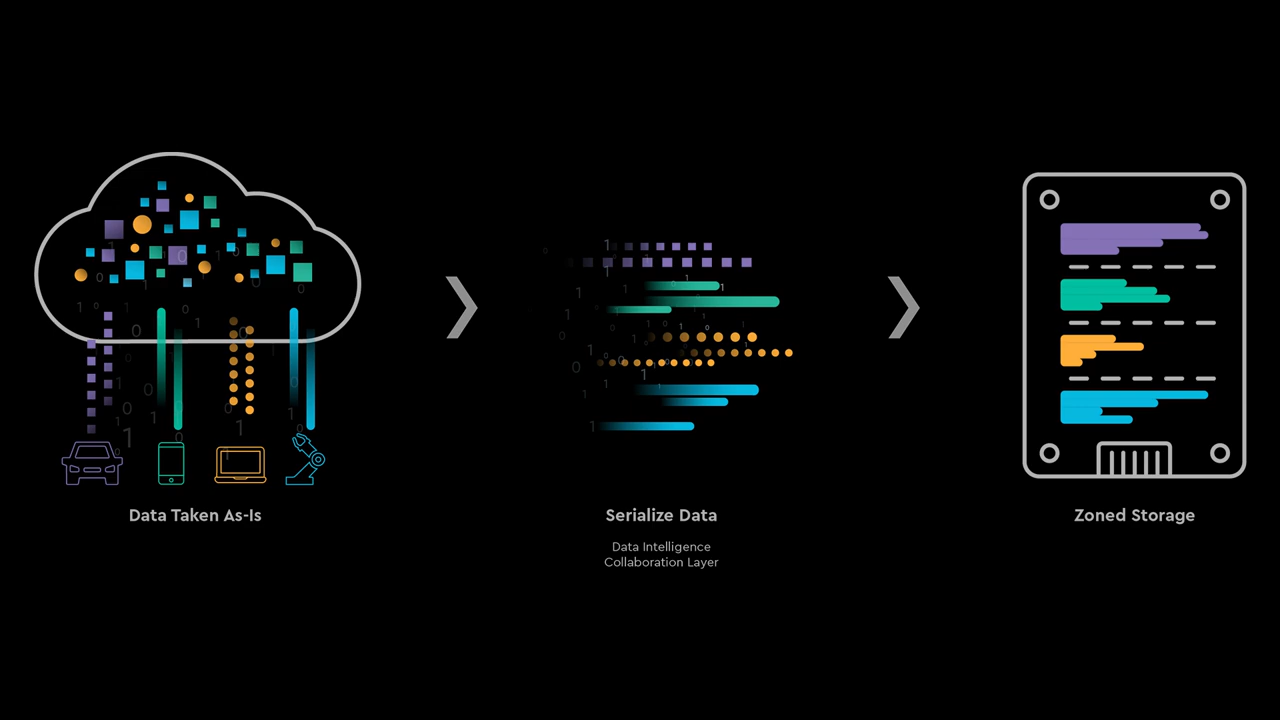 Data Taken As-Is
Serialize Data
Data Intelligence
Collaboration Layer
Zoned Storage